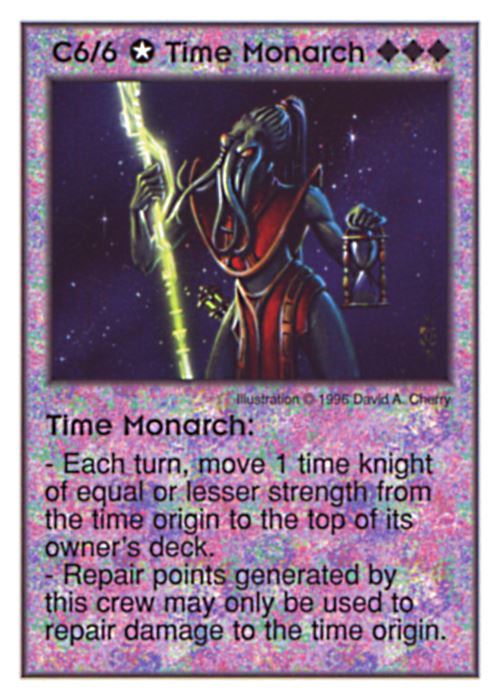 C6/6 ✪ Time Monarch ◆◆◆
Illustration © 1996 David A. Cherry
Time Monarch:
- Each turn, move 1 time knight
of equal or lesser strength from
the time origin to the top of its
owner's deck.
- Repair points generated by
this crew may only be used to
repair damage to the time origin.